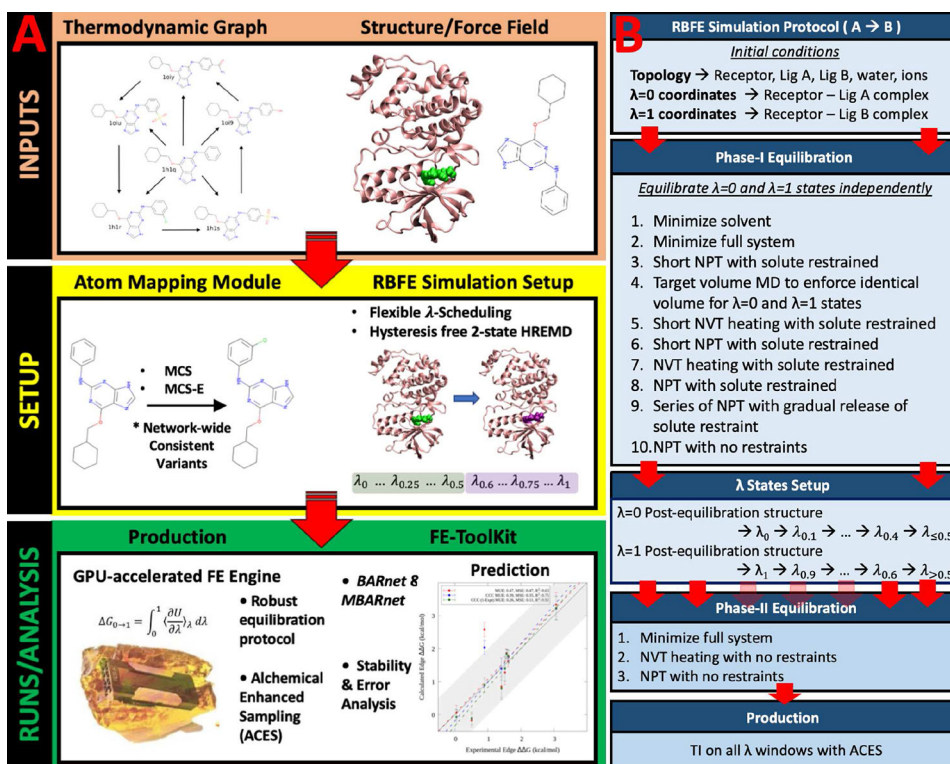 A
INPUTS
Thermodynamic Graph
Structure/Force Field
1oiy
1oiu
1oi9
1h1q
1h1r
1h1s
SETUP
Atom Mapping Module
RBFE Simulation Setup
• MCS
• MCS-E
* Network-wide
Consistent
Variants
• Flexible λ-Scheduling
• Hysteresis free 2-state HREMD
λ0 ... λ0.25 ... λ0.5 λ0.6 ... λ0.75 ... λ1
RUNS/ANALYSIS
Production
FE-ToolKit
GPU-accelerated FE Engine
ΔG0→1 = ∫₀¹ ⟨∂U/∂λ⟩λ dλ
• Robust
equilibration
protocol
• Alchemical
Enhanced
Sampling
(ACES)
• BARnet 8
MBARnet
• Stability
& Error
Analysis
Prediction
Calculated Edge ΔΔG (kcal/mol)
3
2
1
0
0 1 2 3
Experimental Edge ΔΔG (kcal/mol)
B
RBFE Simulation Protocol ( A → B )
Initial conditions
Topology → Receptor, Lig A, Lig B, water, ions
λ=0 coordinates → Receptor – Lig A complex
λ=1 coordinates → Receptor – Lig B complex
Phase-I Equilibration
Equilibrate λ=0 and λ=1 states independently
1. Minimize solvent
2. Minimize full system
3. Short NPT with solute restrained
4. Target volume MD to enforce identical
volume for λ=0 and λ=1 states
5. Short NVT heating with solute restrained
6. Short NPT with solute restrained
7. NVT heating with solute restrained
8. NPT with solute restrained
9. Series of NPT with gradual release of
solute restraint
10. NPT with no restraints
λ States Setup
λ=0 Post-equilibration structure
→ λ0 → λ0.1 → ... → λ0.4 → λ≤0.5
λ=1 Post-equilibration structure
→ λ1 → λ0.9 → ... → λ0.6 → λ>0.5
Phase-II Equilibration
1. Minimize full system
2. NVT heating with no restraints
3. NPT with no restraints
Production
TI on all λ windows with ACES